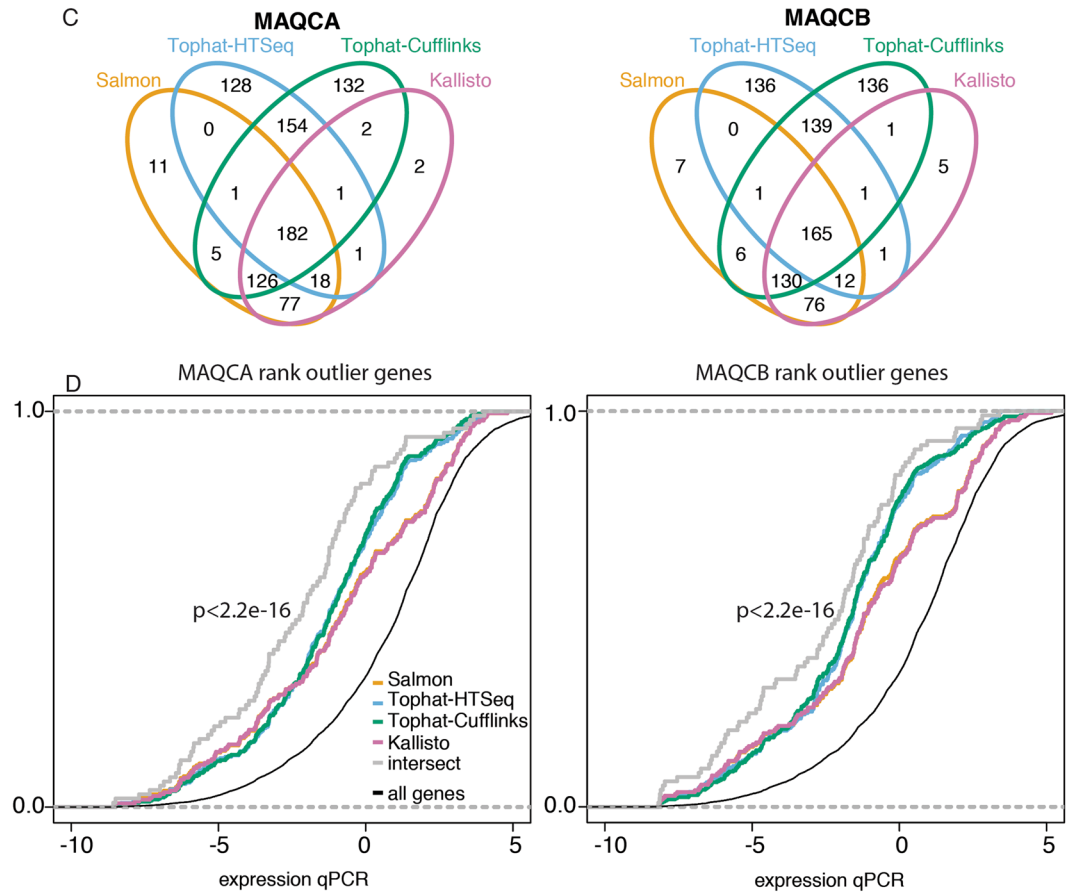 C
MAQCA
Tophat-HTSeq Tophat-Cufflinks
Salmon Kallisto
128 132
0 154 2
11 2
1 1
182
5 1
126 18
77
MAQCB
Tophat-HTSeq Tophat-Cufflinks
Salmon Kallisto
136 136
0 139 1
7 5
1 1
165
6 1
130 12
76
D
MAQCA rank outlier genes
1.0
p<2.2e-16
Salmon
Tophat-HTSeq
Tophat-Cufflinks
Kallisto
intersect
all genes
0.0
-10 -5 0 5
expression qPCR
MAQCB rank outlier genes
1.0
p<2.2e-16
0.0
-10 -5 0 5
expression qPCR